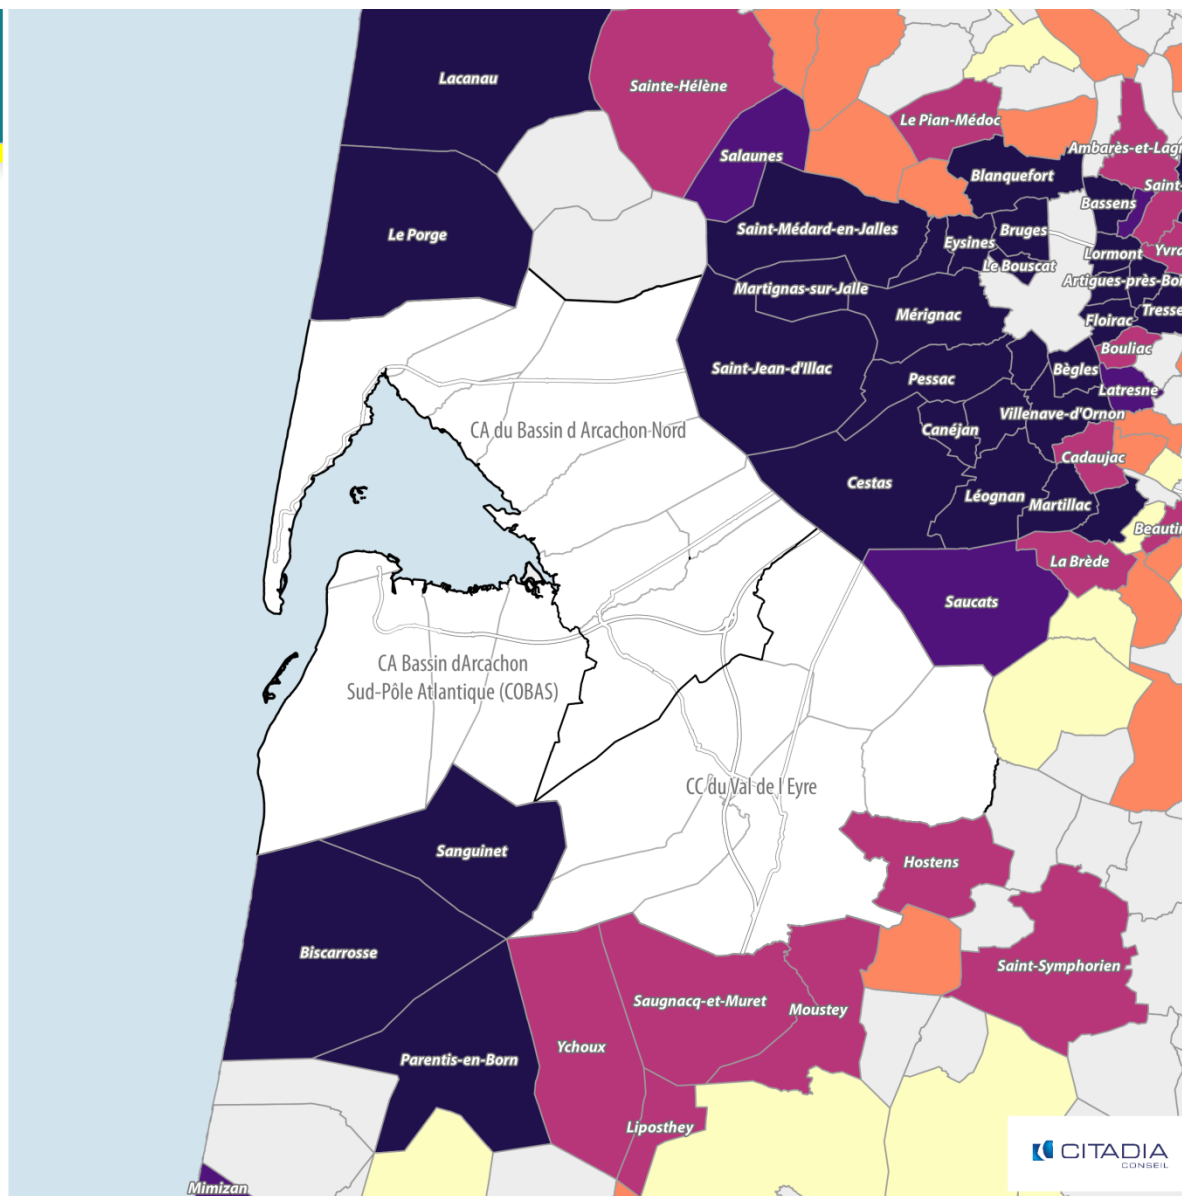 Lacanau
Sainte-Hélène
Le Pian-Médoc
Ambarès-et-Lagr
Salaunes
Blanquefort
Saint-
Bassens
Le Porge
Saint-Médard-en-Jalles
Bruges
Eysines
Yvra
Lormont
Le Bouscat
Artigues-près-Bor
Martignas-sur-Jalle
Mérignac
Floirac
Tresse
Bouliac
Saint-Jean-d'Illac
Pessac
Bègles
Latresne
Villenave-d'Ornon
CA du Bassin d Arcachon Nord
Canéjan
Cadaujac
Cestas
Léognan
Martillac
Beautir
La Brède
Saucats
CA Bassin dArcachon
Sud-Pôle Atlantique (COBAS)
CC du Val de l Eyre
Sanguinet
Hostens
Biscarrosse
Saint-Symphorien
Saugnacq-et-Muret
Moustey
Ychoux
Parentis-en-Born
Liposthey
CITADIA
CONSEIL
Mimizan